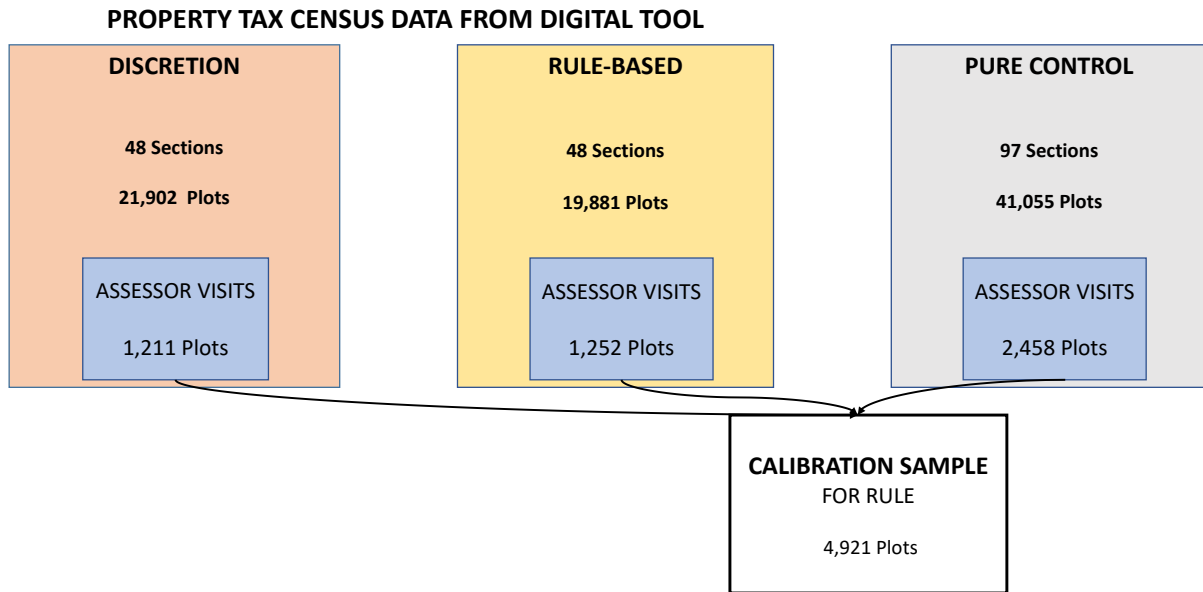 PROPERTY TAX CENSUS DATA FROM DIGITAL TOOL
DISCRETION
48 Sections
21,902 Plots
ASSESSOR VISITS
1,211 Plots
RULE-BASED
48 Sections
19,881 Plots
ASSESSOR VISITS
1,252 Plots
PURE CONTROL
97 Sections
41,055 Plots
ASSESSOR VISITS
2,458 Plots
CALIBRATION SAMPLE
FOR RULE
4,921 Plots